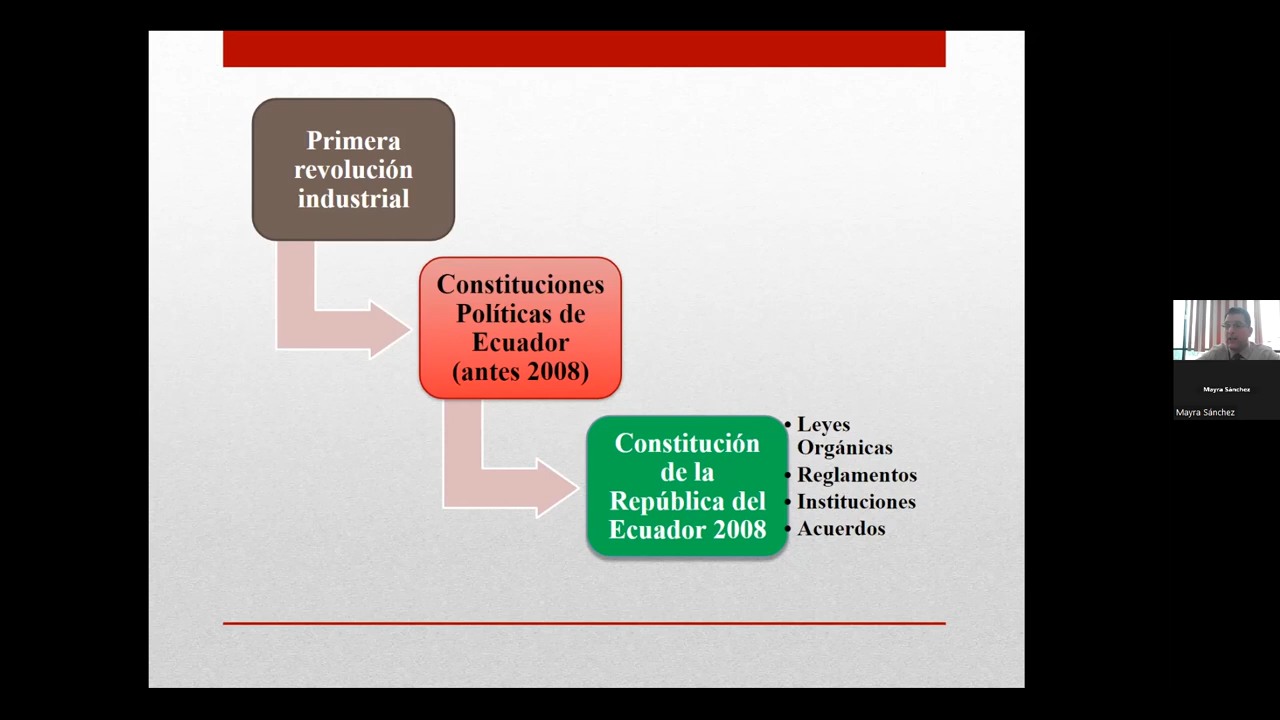 Primera
revolución
industrial
Constituciones
Políticas de
Ecuador
(antes 2008)
Constitución
de la
República del
Ecuador 2008
• Leyes
Orgánicas
• Reglamentos
• Instituciones
• Acuerdos
Mayra Sánchez
Mayra Sánchez